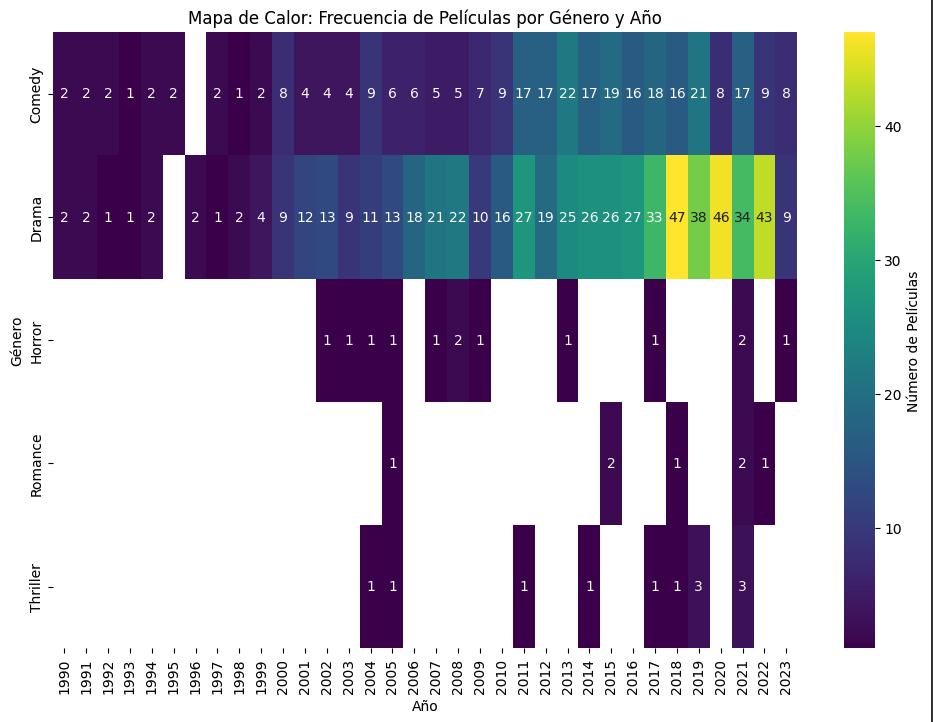 Mapa de Calor: Frecuencia de Películas por Género y Año
Comedy 2 2 2 1 2 2 2 1 2 8 4 4 4 9 6 6 5 5 7 9 17 17 22 17 19 16 18 16 21 8 17 9 8
Drama 2 2 1 1 2 2 1 2 4 9 12 13 9 11 13 18 21 22 10 16 27 19 25 26 26 27 33 47 38 46 34 43 9
Horror 1 1 1 1 1 2 1 1 1 2 1
Romance 1 2 1 2 1
Thriller 1 1 1 1 1 1 3 3
Género
1990 1991 1992 1993 1994 1995 1996 1997 1998 1999 2000 2001 2002 2003 2004 2005 2006 2007 2008 2009 2010 2011 2012 2013 2014 2015 2016 2017 2018 2019 2020 2021 2022 2023
Año
40
30
20
10
Número de Películas